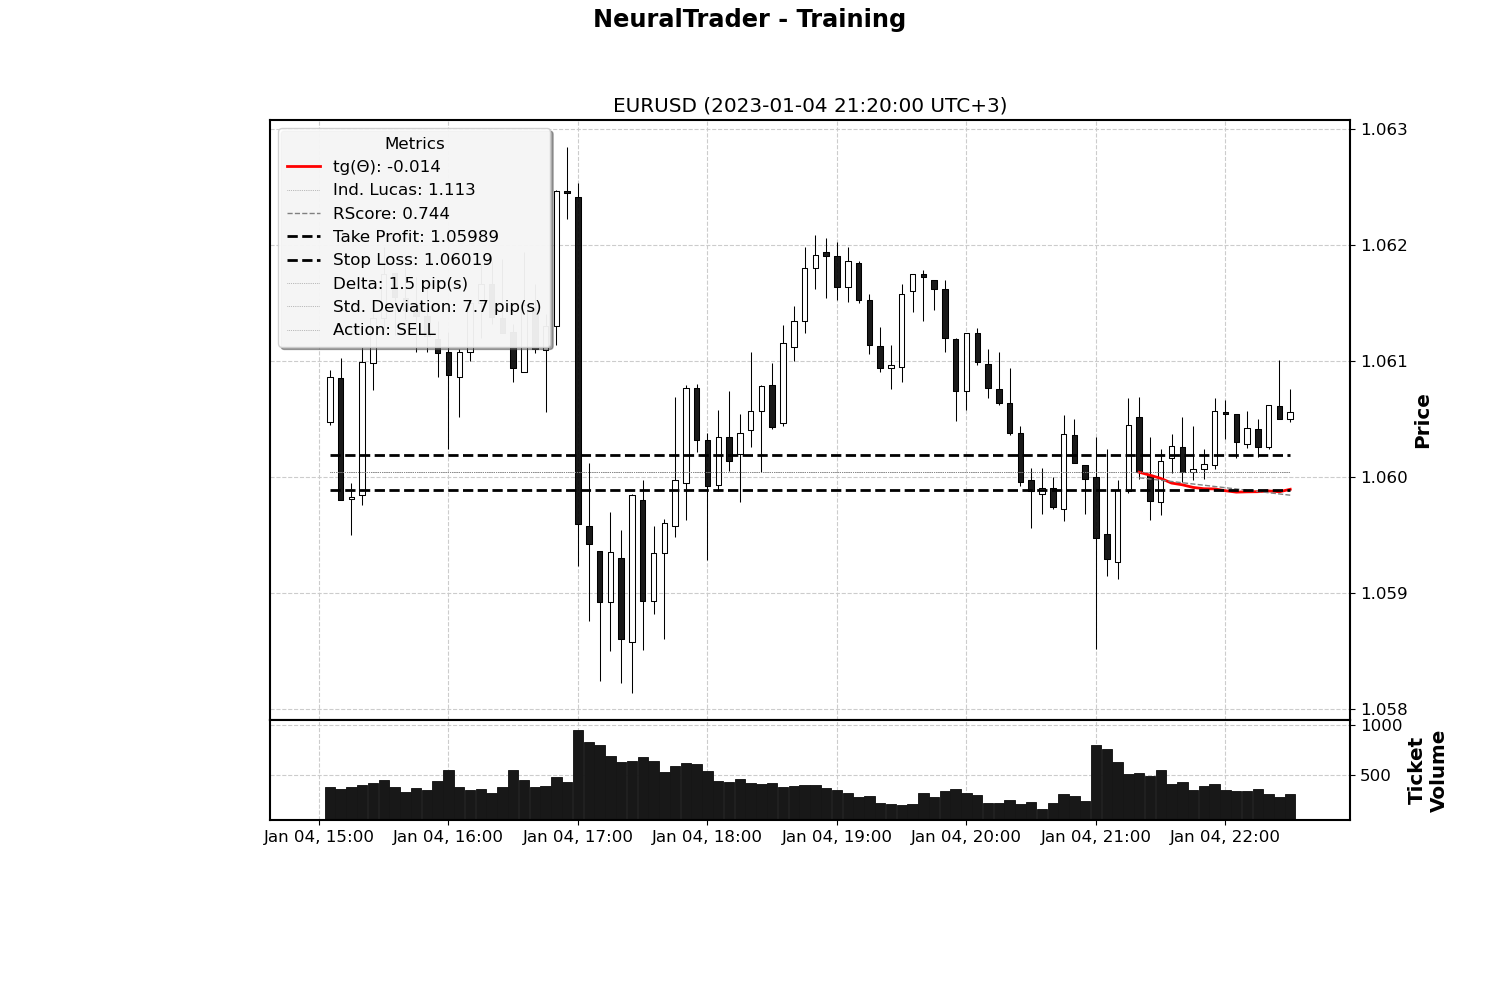 NeuralTrader - Training
EURUSD (2023-01-04 21:20:00 UTC+3)
Metrics
tg(Θ): -0.014
Ind. Lucas: 1.113
RScore: 0.744
Take Profit: 1.05989
Stop Loss: 1.06019
Delta: 1.5 pip(s)
Std. Deviation: 7.7 pip(s)
Action: SELL
1.063
1.062
1.061
1.060
1.059
1.058
Price
1000
500
Ticket
Volume
Jan 04, 15:00
Jan 04, 16:00
Jan 04, 17:00
Jan 04, 18:00
Jan 04, 19:00
Jan 04, 20:00
Jan 04, 21:00
Jan 04, 22:00